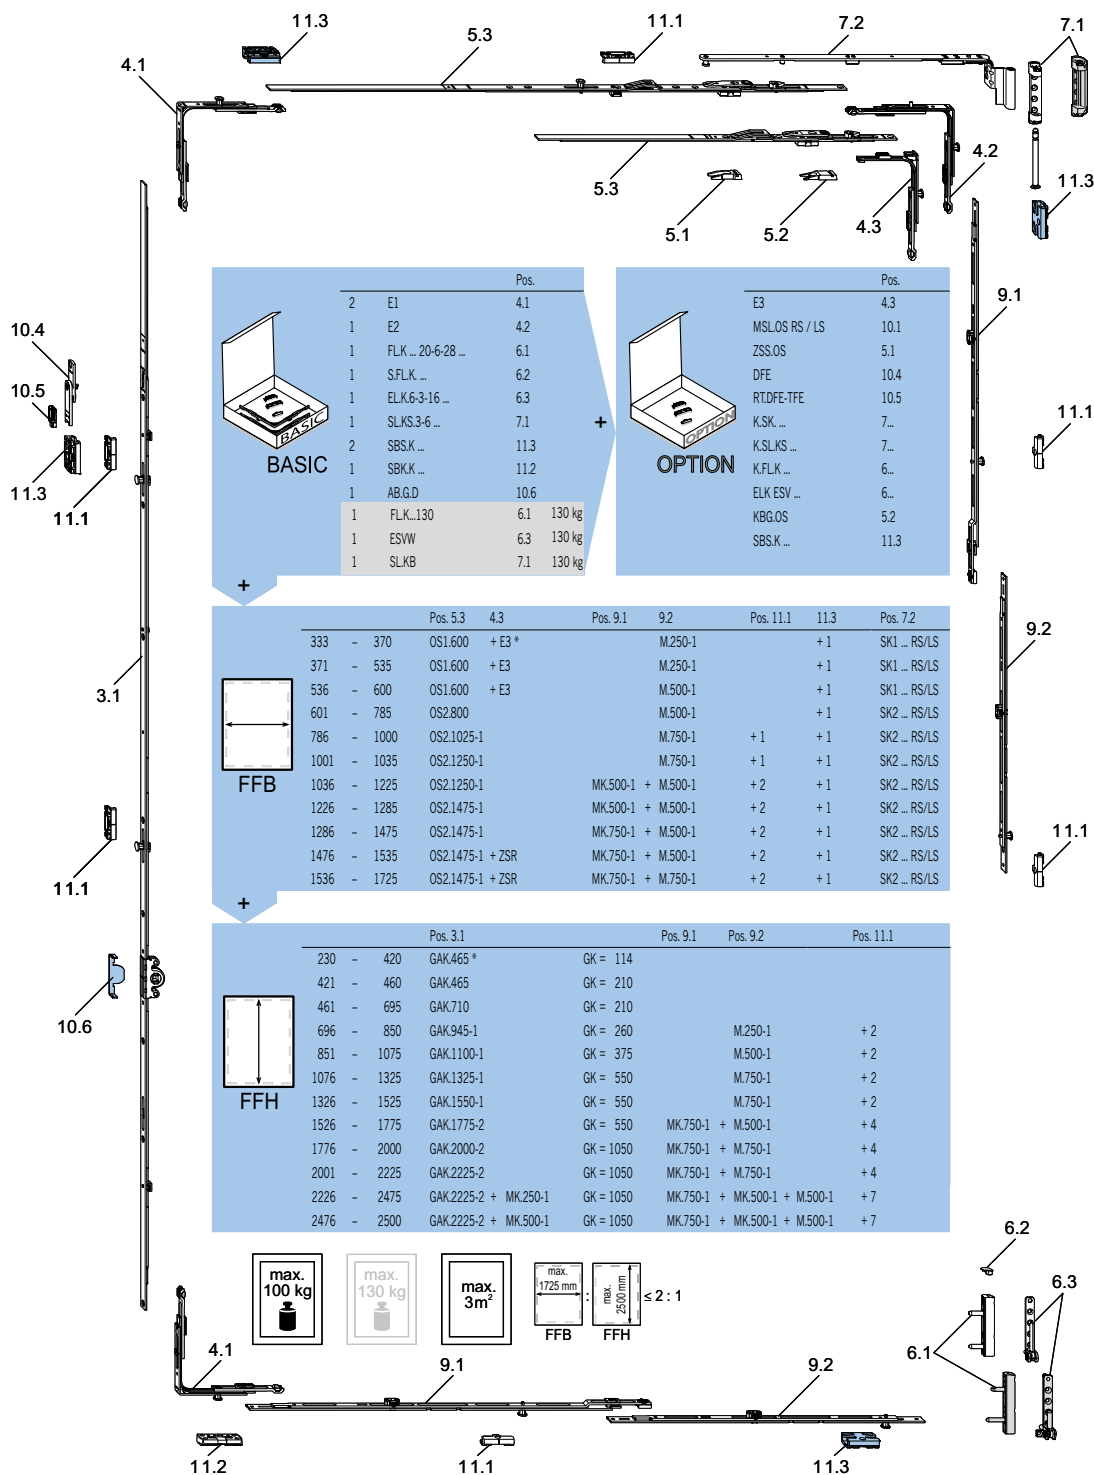 11.3
11.1
7.2
7.1
5.3
4.1
5.3
4.2
11.3
5.1
5.2
4.3
9.1
10.4
10.5
11.3
11.1
11.1
3.1
9.2
11.1
11.1
10.6
Pos.
2 E1 4.1
1 E2 4.2
1 FL.K ... 20-6-28 ... 6.1
1 S.FL.K. ... 6.2
1 EL.K.6-3-16 ... 6.3
1 SL.KS.3-6 ... 7.1
2 SBS.K ... 11.3
1 SBK.K ... 11.2
1 AB.G.D 10.6
1 FL.K...130 6.1 130 kg
1 ESVW 6.3 130 kg
1 SL.KB 7.1 130 kg
BASIC
BASIC
+
Pos.
E3 4.3
MSL.OS RS / LS 10.1
ZSS.OS 5.1
DFE 10.4
RT.DFE-TFE 10.5
K.SK. ... 7...
K.SL.KS ... 7...
K.FL.K ... 6...
ELK ESV ... 6...
KBG.OS 5.2
SBS.K ... 11.3
OPTION
OPTION
+
Pos. 5.3 4.3 Pos. 9.1 9.2 Pos. 11.1 11.3 Pos. 7.2
333 – 370 OS1.600 + E3 * M.250-1 + 1 SK1 ... RS/LS
371 – 535 OS1.600 + E3 M.250-1 + 1 SK1 ... RS/LS
536 – 600 OS1.600 + E3 M.500-1 + 1 SK1 ... RS/LS
601 – 785 OS2.800 M.500-1 + 1 SK2 ... RS/LS
786 – 1000 OS2.1025-1 M.750-1 + 1 + 1 SK2 ... RS/LS
1001 – 1035 OS2.1250-1 M.750-1 + 1 + 1 SK2 ... RS/LS
1036 – 1225 OS2.1250-1 MK.500-1 + M.500-1 + 2 + 1 SK2 ... RS/LS
1226 – 1285 OS2.1475-1 MK.500-1 + M.500-1 + 2 + 1 SK2 ... RS/LS
1286 – 1475 OS2.1475-1 MK.750-1 + M.500-1 + 2 + 1 SK2 ... RS/LS
1476 – 1535 OS2.1475-1 + ZSR MK.750-1 + M.500-1 + 2 + 1 SK2 ... RS/LS
1536 – 1725 OS2.1475-1 + ZSR MK.750-1 + M.750-1 + 2 + 1 SK2 ... RS/LS
FFB
+
Pos. 3.1 Pos. 9.1 Pos. 9.2 Pos. 11.1
230 – 420 GAK.465 * GK = 114
421 – 460 GAK.465 GK = 210
461 – 695 GAK.710 GK = 210
696 – 850 GAK.945-1 GK = 260 M.250-1 + 2
851 – 1075 GAK.1100-1 GK = 375 M.500-1 + 2
1076 – 1325 GAK.1325-1 GK = 550 M.750-1 + 2
1326 – 1525 GAK.1550-1 GK = 550 M.750-1 + 2
1526 – 1775 GAK.1775-2 GK = 550 MK.750-1 + M.500-1 + 4
1776 – 2000 GAK.2000-2 GK = 1050 MK.750-1 + M.750-1 + 4
2001 – 2225 GAK.2225-2 GK = 1050 MK.750-1 + M.750-1 + 4
2226 – 2475 GAK.2225-2 + MK.250-1 GK = 1050 MK.750-1 + MK.500-1 + M.500-1 + 7
2476 – 2500 GAK.2225-2 + MK.500-1 GK = 1050 MK.750-1 + MK.500-1 + M.500-1 + 7
FFH
max.
100 kg
max.
130 kg
max.
3m²
max.
1725 mm
FFB
:
max.
2500 mm
FFH
≤ 2 : 1
6.2
6.3
6.1
4.1
9.1
9.2
11.2
11.1
11.3